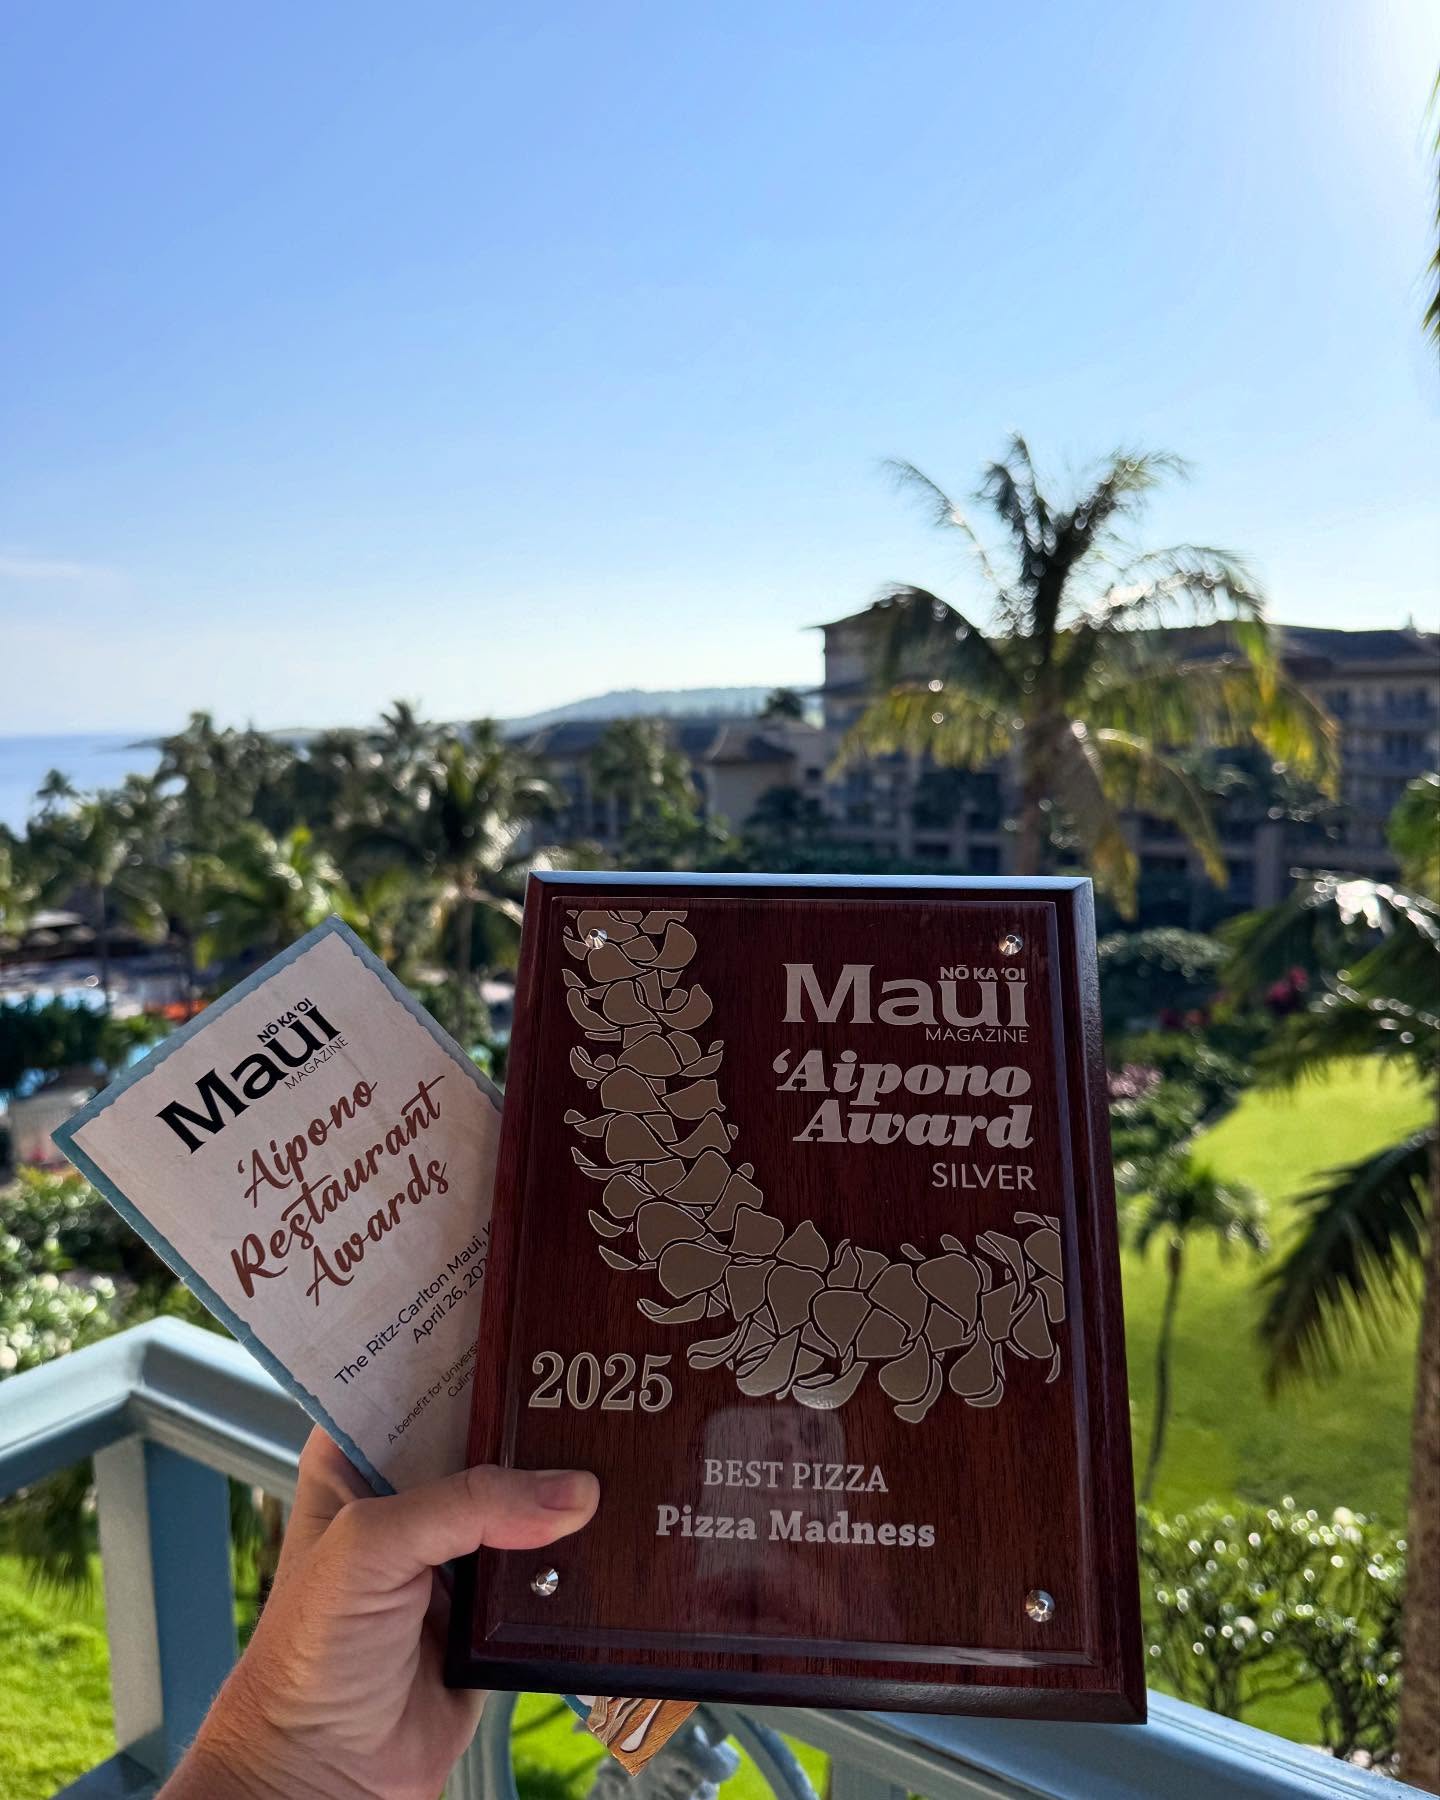 NŌ KA ʻOI
Maui
MAGAZINE
ʻAipono
Restaurant
Awards
The Ritz-Carlton Maui,
April 26,
A benefit for
NŌ KA ʻOI
Maui
MAGAZINE
ʻAipono
Award
SILVER
2025
BEST PIZZA
Pizza Madness